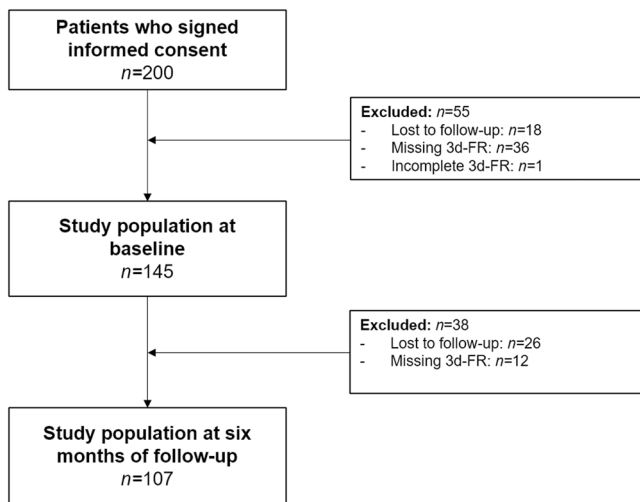 Patients who signed
informed consent
n=200
Excluded: n=55
- Lost to follow-up: n=18
- Missing 3d-FR: n=36
- Incomplete 3d-FR: n=1
Study population at
baseline
n=145
Excluded: n=38
- Lost to follow-up: n=26
- Missing 3d-FR: n=12
Study population at six
months of follow-up
n=107